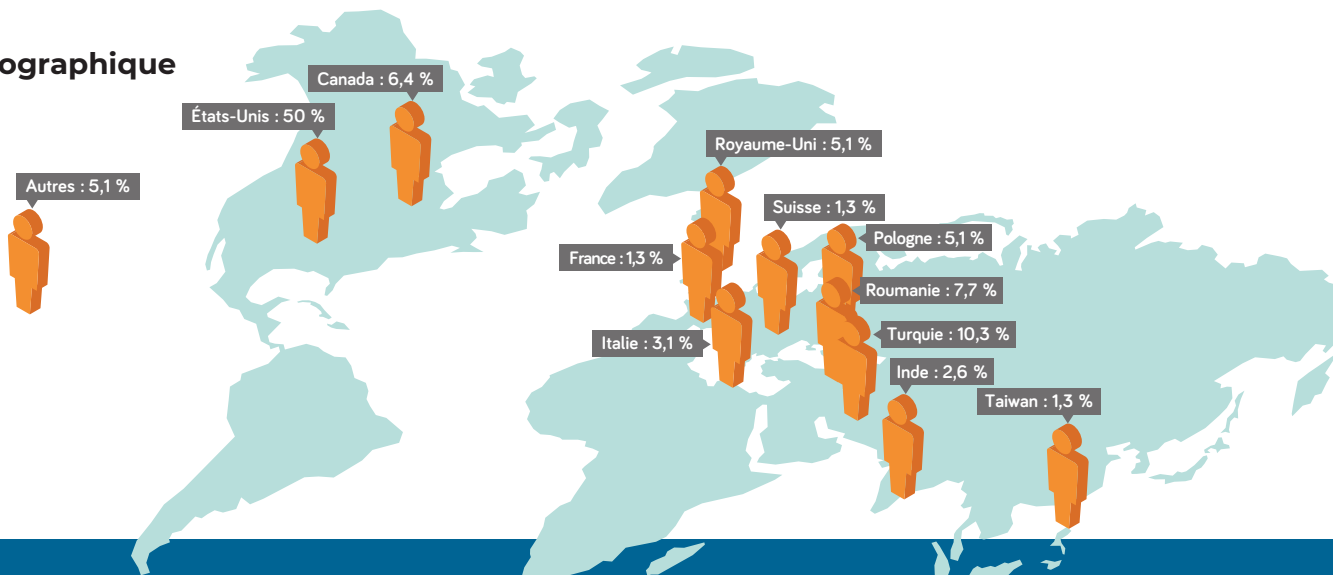 ographique
Canada : 6,4 %
États-Unis : 50 %
Royaume-Uni : 5,1 %
Autres : 5,1 %
Suisse : 1,3 %
Pologne : 5,1 %
France : 1,3 %
Roumanie : 7,7 %
Turquie : 10,3 %
Italie : 3,1 %
Inde : 2,6 %
Taiwan : 1,3 %